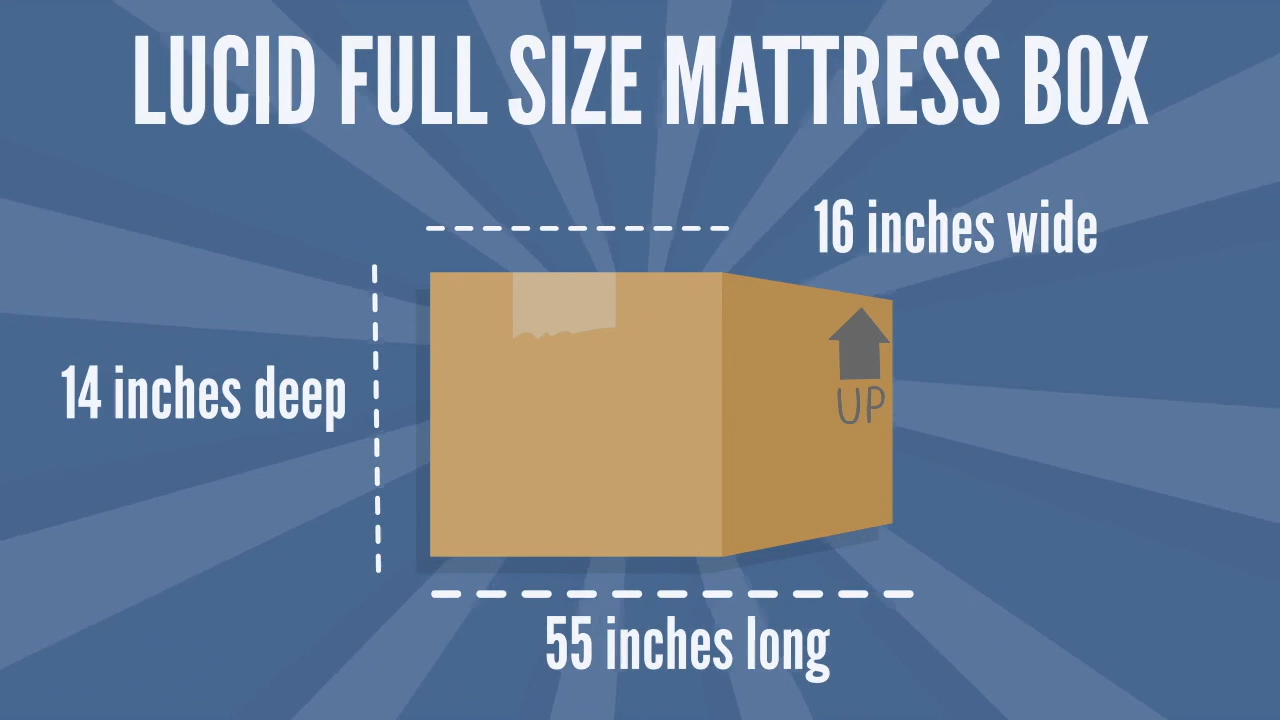 LUCID FULL SIZE MATTRESS BOX
16 inches wide
14 inches deep
UP
55 inches long